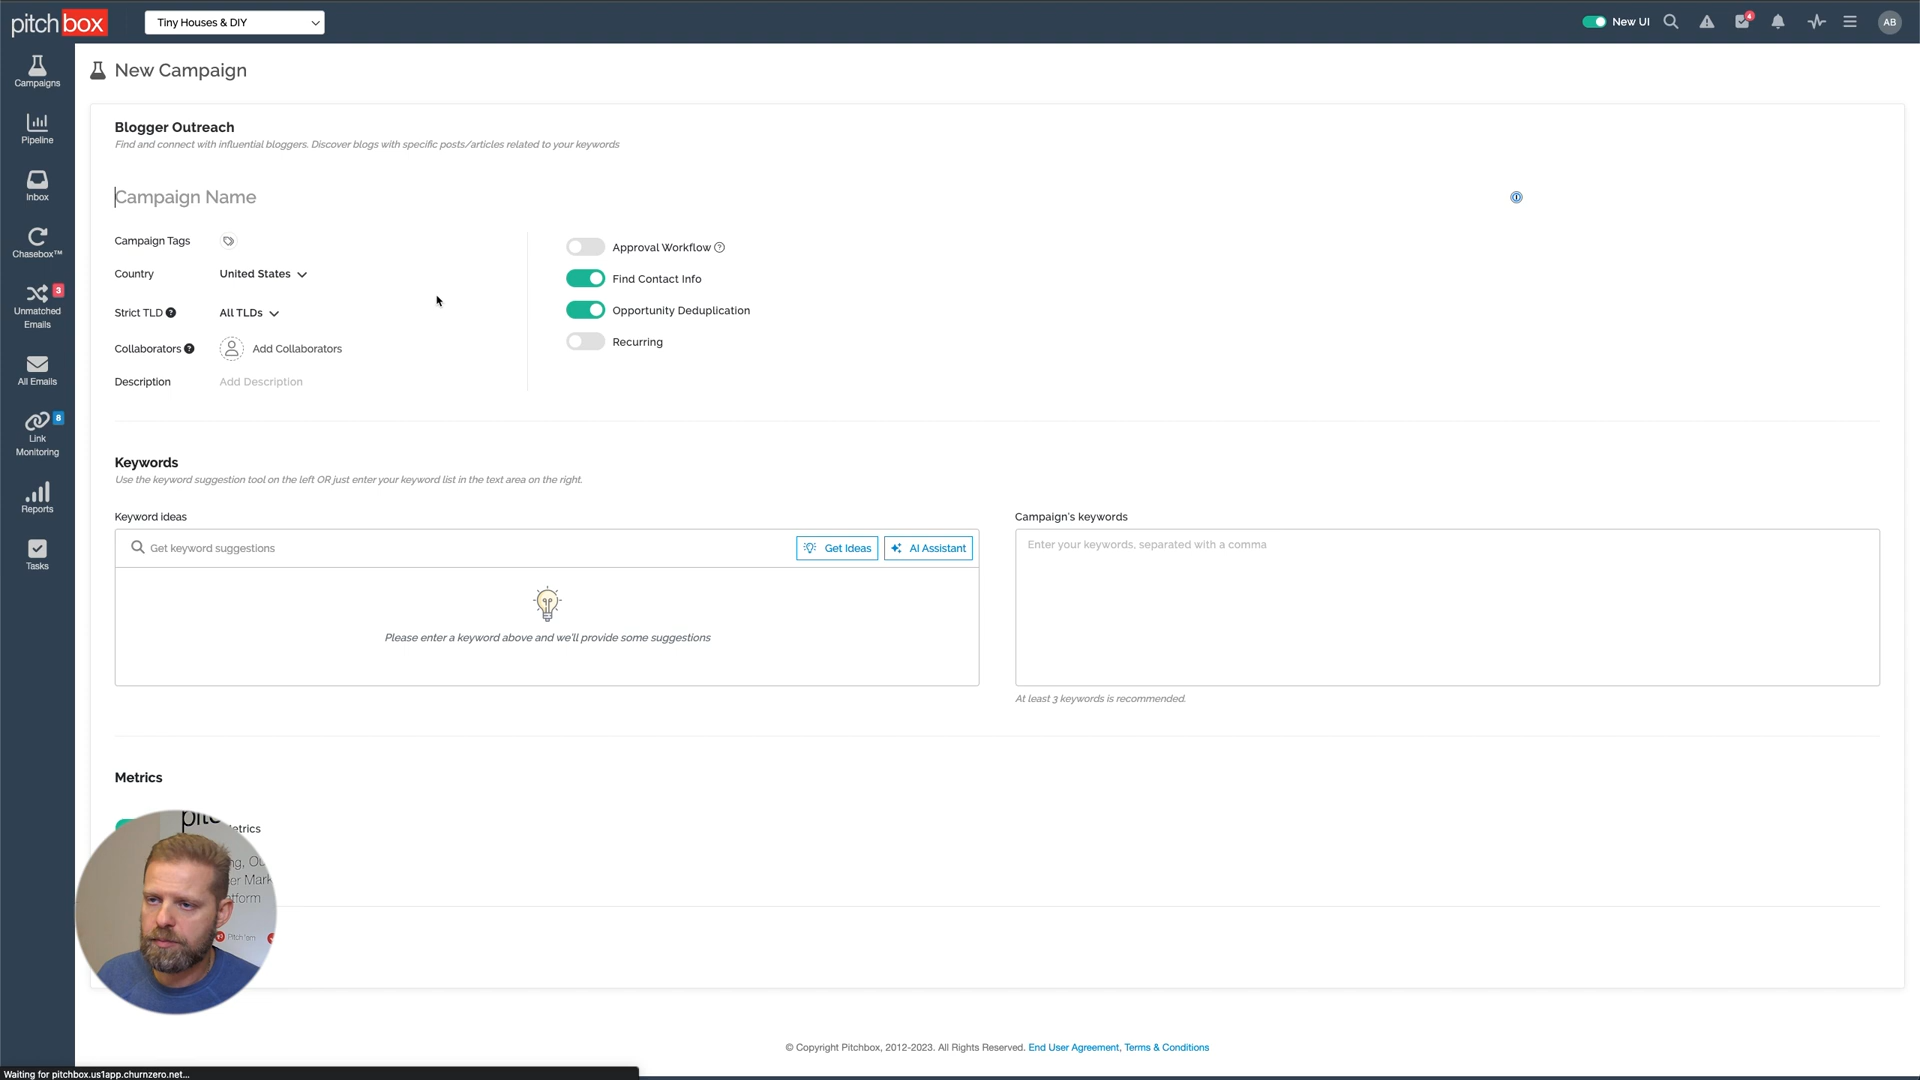 pitchbox
Tiny Houses & DIY
New UI
4
AB
Campaigns
Pipeline
Inbox
Chasebox™
3
Unmatched
Emails
All Emails
8
Link
Monitoring
Reports
Tasks
New Campaign
Blogger Outreach
Find and connect with influential bloggers. Discover blogs with specific posts/articles related to your keywords
Campaign Name
Campaign Tags
Country
United States
Strict TLD
All TLDs
Collaborators
Add Collaborators
Description
Add Description
Approval Workflow
Find Contact Info
Opportunity Deduplication
Recurring
Keywords
Use the keyword suggestion tool on the left OR just enter your keyword list in the text area on the right.
Keyword ideas
Get keyword suggestions
Get Ideas
AI Assistant
Please enter a keyword above and we'll provide some suggestions
Campaign's keywords
Enter your keywords, separated with a comma
At least 3 keywords is recommended.
Metrics
etrics
Pitch 'em
© Copyright Pitchbox, 2012-2023. All Rights Reserved. End User Agreement, Terms & Conditions
Waiting for pitchbox.us1app.churnzero.net...